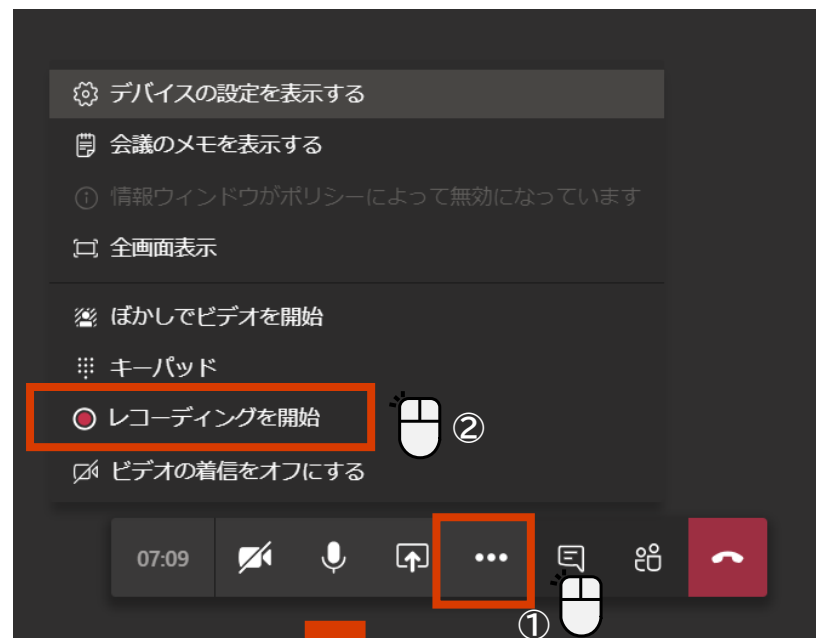 デバイスの設定を表示する
会議のメモを表示する
情報ウィンドウがポリシーによって無効になっています
全画面表示
ぼかしでビデオを開始
キーパッド
レコーディングを開始
②
ビデオの着信をオフにする
07:09
①